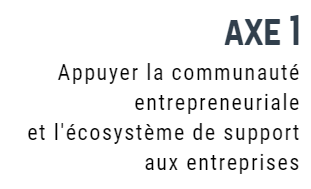 AXE 1
Appuyer la communauté
entrepreneuriale
et l'écosystème de support
aux entreprises